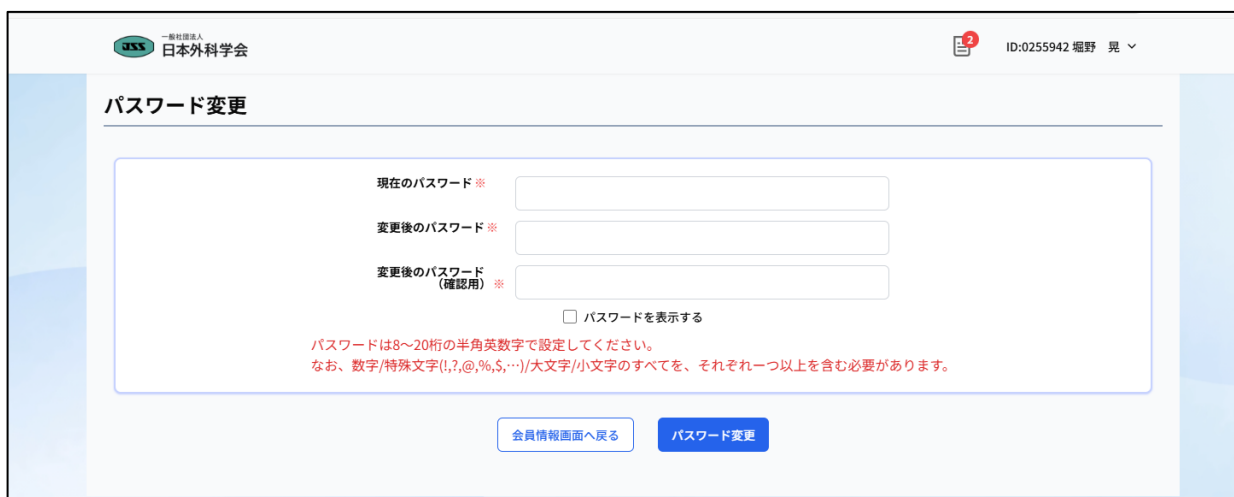 JSS
一般社団法人
日本外科学会
2
ID:0255942 堀野 晃
パスワード変更
現在のパスワード ※
変更後のパスワード ※
変更後のパスワード
(確認用) ※
パスワードを表示する
パスワードは8〜20桁の半角英数字で設定してください。
なお、数字/特殊文字(!,?,@,%,$,…)/大文字/小文字のすべてを、それぞれ一つ以上を含む必要があります。
会員情報画面へ戻る
パスワード変更